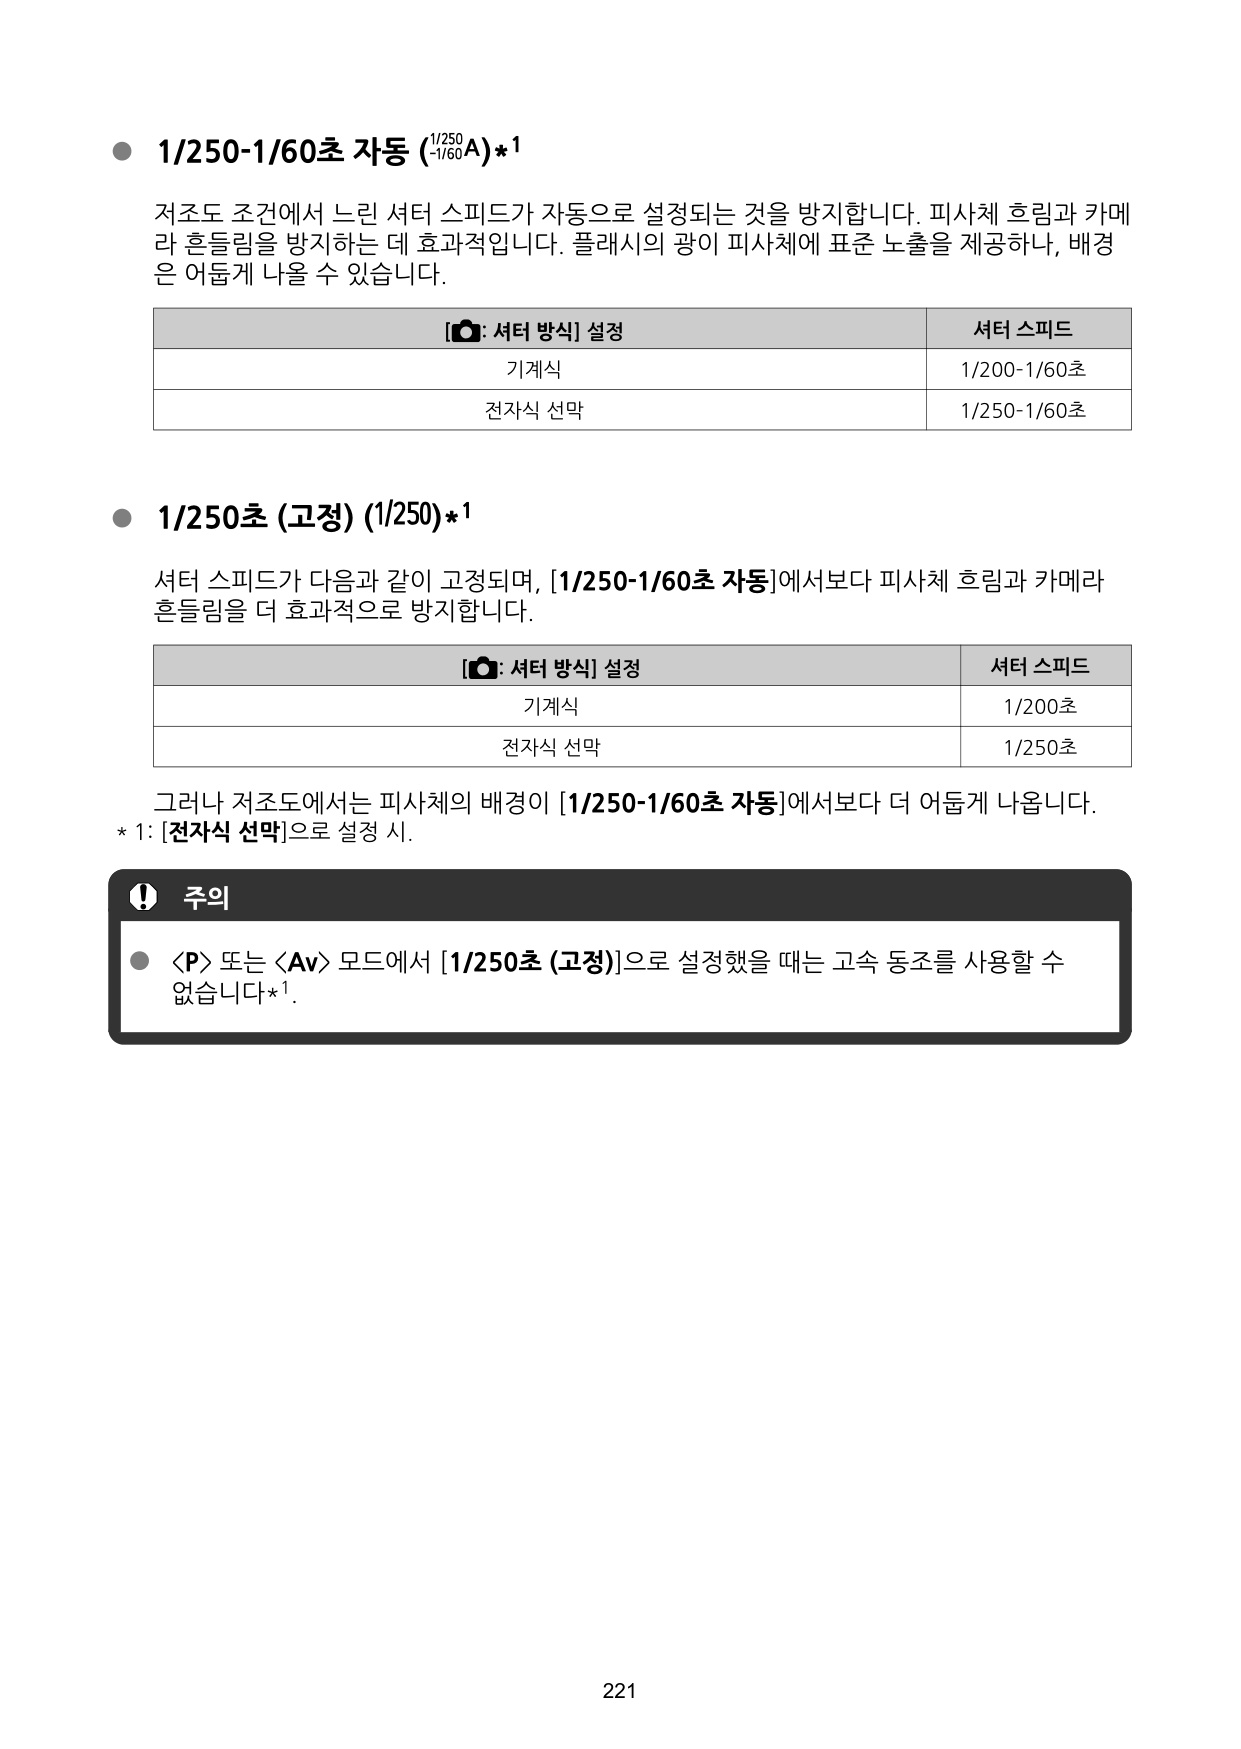 ● 1/250-1/60초 자동 (1/250-1/60A)*1
저조도 조건에서 느린 셔터 스피드가 자동으로 설정되는 것을 방지합니다. 피사체 흐림과 카메
라 흔들림을 방지하는 데 효과적입니다. 플래시의 광이 피사체에 표준 노출을 제공하나, 배경
은 어둡게 나올 수 있습니다.
[: 셔터 방식] 설정 셔터 스피드
기계식 1/200-1/60초
전자식 선막 1/250-1/60초
● 1/250초 (고정) (1/250)*1
셔터 스피드가 다음과 같이 고정되며, [1/250-1/60초 자동]에서보다 피사체 흐림과 카메라
흔들림을 더 효과적으로 방지합니다.
[: 셔터 방식] 설정 셔터 스피드
기계식 1/200초
전자식 선막 1/250초
그러나 저조도에서는 피사체의 배경이 [1/250-1/60초 자동]에서보다 더 어둡게 나옵니다.
* 1: [전자식 선막]으로 설정 시.
주의
● <P> 또는 <Av> 모드에서 [1/250초 (고정)]으로 설정했을 때는 고속 동조를 사용할 수
없습니다*1.
221